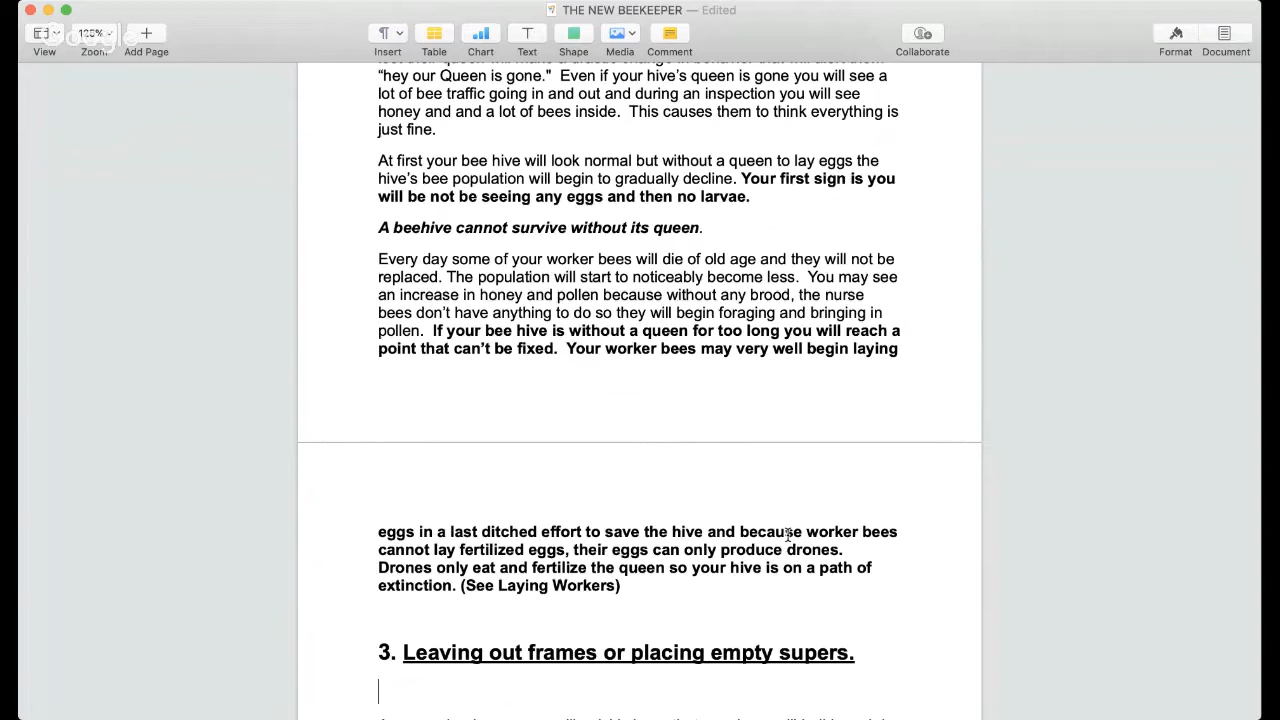 THE NEW BEEKEEPER — Edited
View
125%
Zoom
Add Page
Insert
Table
Chart
Text
Shape
Media
Comment
Collaborate
Format
Document
Google
“hey our Queen is gone."  Even if your hive’s queen is gone you will see a
lot of bee traffic going in and out and during an inspection you will see
honey and and a lot of bees inside.  This causes them to think everything is
just fine.
At first your bee hive will look normal but without a queen to lay eggs the
hive’s bee population will begin to gradually decline. Your first sign is you
will be not be seeing any eggs and then no larvae.
A beehive cannot survive without its queen.
Every day some of your worker bees will die of old age and they will not be
replaced. The population will start to noticeably become less.  You may see
an increase in honey and pollen because without any brood, the nurse
bees don’t have anything to do so they will begin foraging and bringing in
pollen.  If your bee hive is without a queen for too long you will reach a
point that can’t be fixed.  Your worker bees may very well begin laying
eggs in a last ditched effort to save the hive and because worker bees
cannot lay fertilized eggs, their eggs can only produce drones.
Drones only eat and fertilize the queen so your hive is on a path of
extinction. (See Laying Workers)
3. Leaving out frames or placing empty supers.